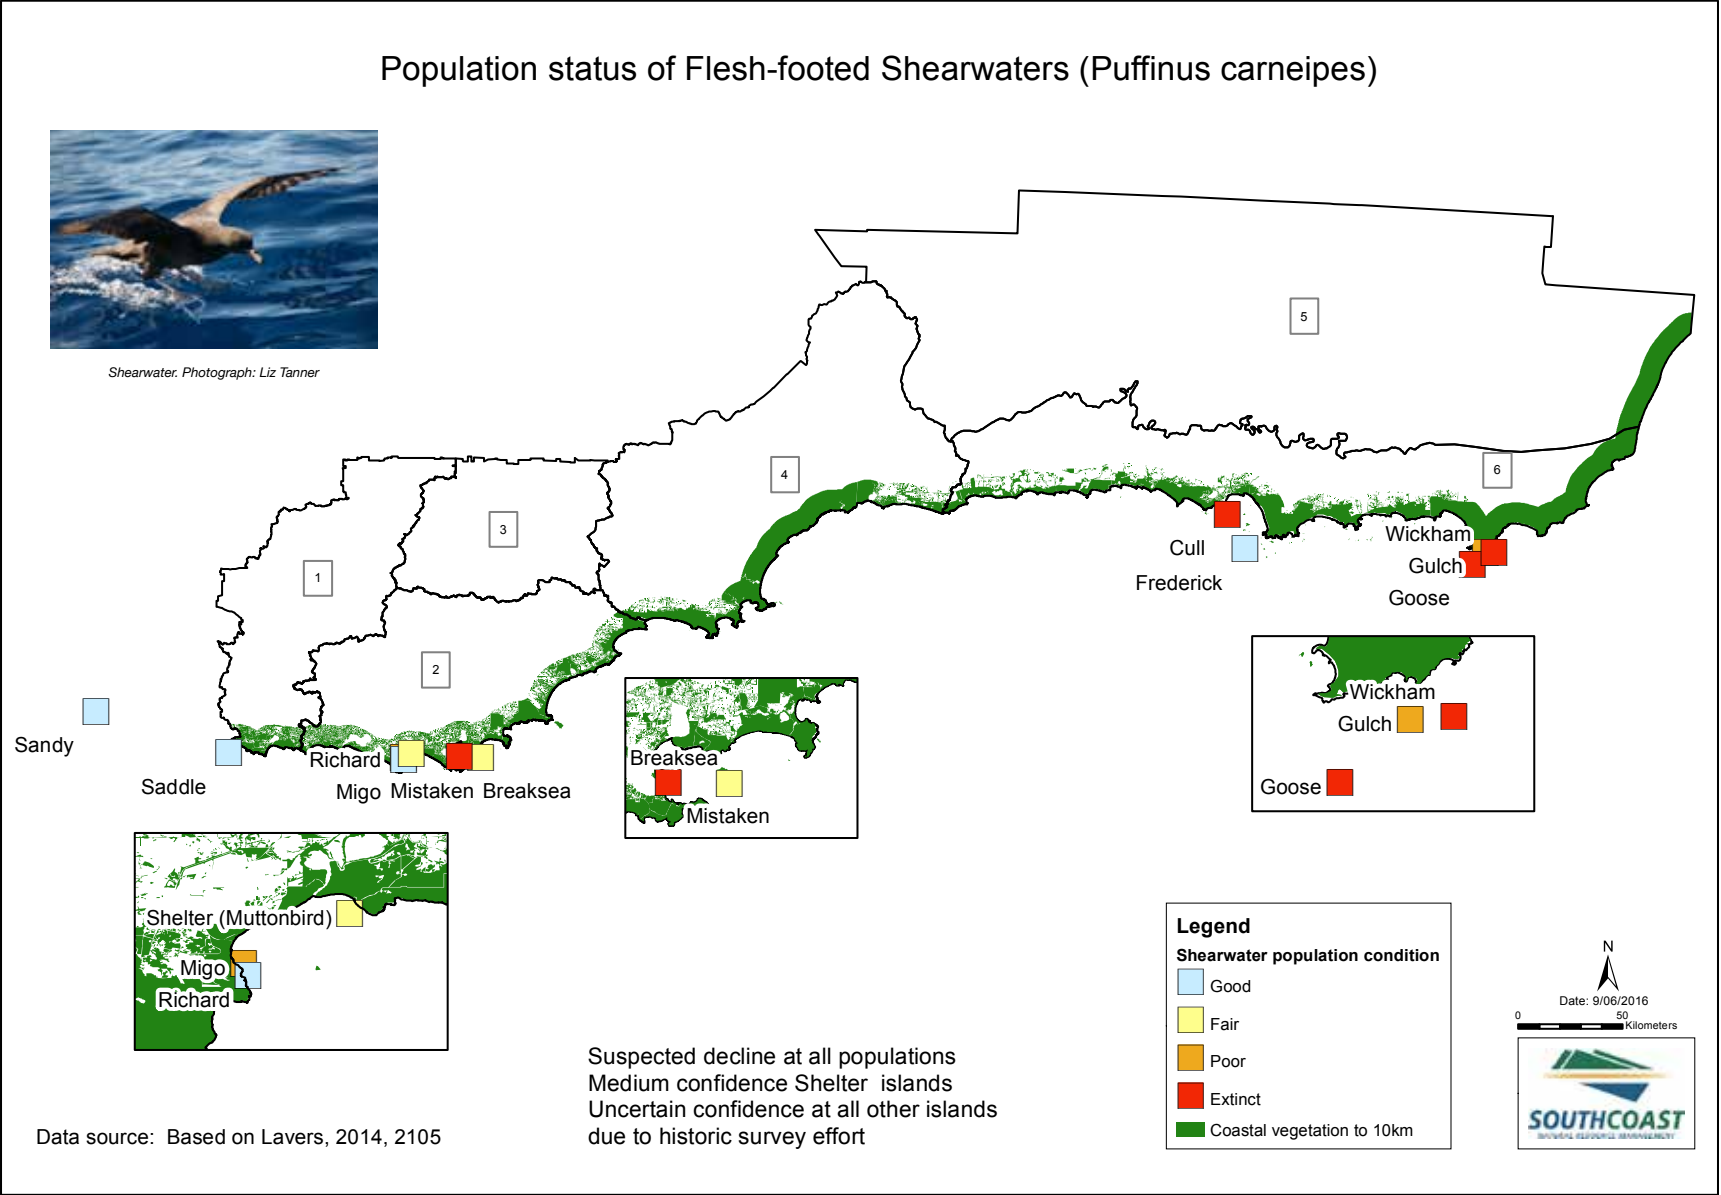 Population status of Flesh-footed Shearwaters (Puffinus carneipes)
Shearwater. Photograph: Liz Tanner
5
4
6
3
1
2
Wickham
Gulch
Goose
Cull
Frederick
Sandy
Saddle
Richard
Migo Mistaken Breaksea
Breaksea
Mistaken
Wickham
Gulch
Goose
Shelter (Muttonbird)
Migo
Richard
Legend
Shearwater population condition
Good
Fair
Poor
Extinct
Coastal vegetation to 10km
N
Date: 9/06/2016
0 50
Kilometers
SOUTHCOAST
NATURAL RESOURCE MANAGEMENT
Suspected decline at all populations
Medium confidence Shelter islands
Uncertain confidence at all other islands
due to historic survey effort
Data source: Based on Lavers, 2014, 2105